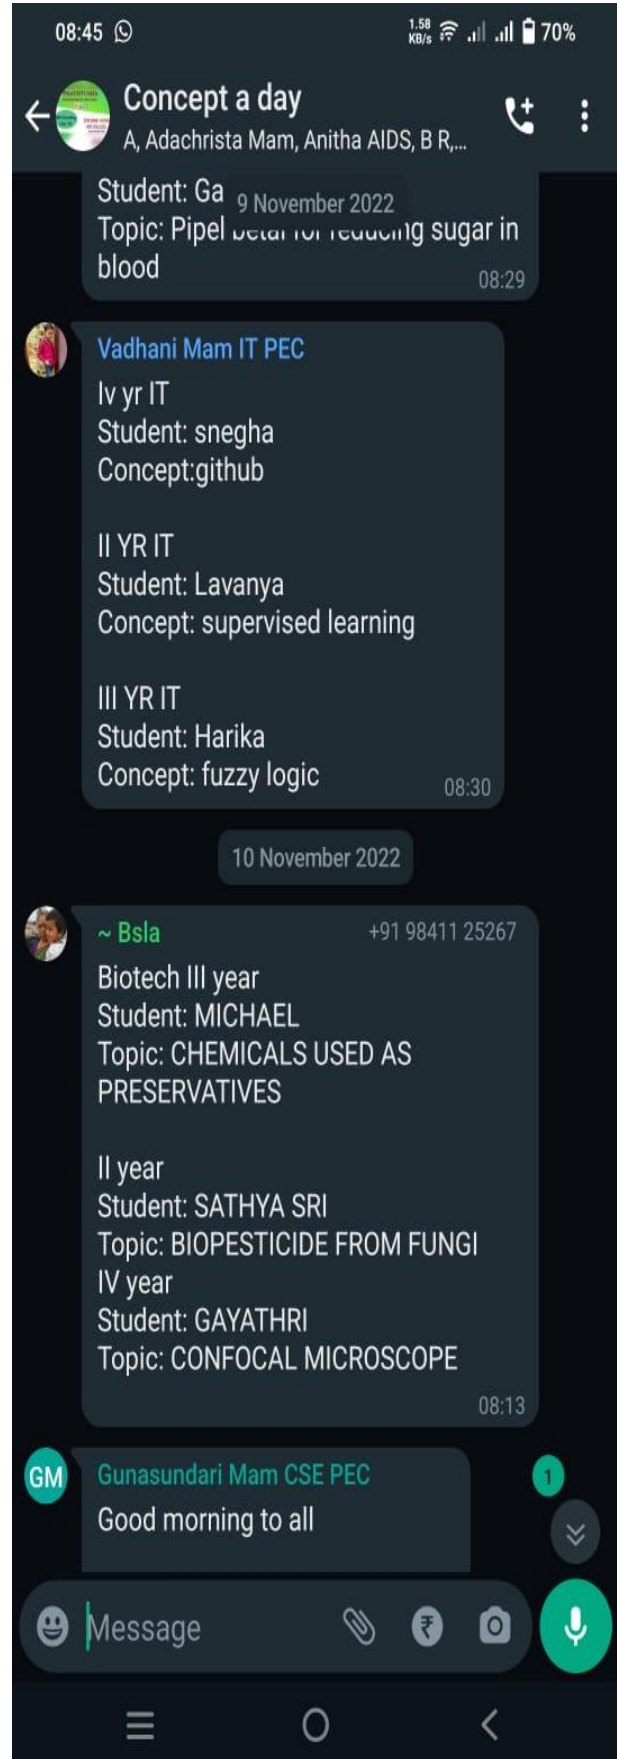 08:45
1.58 KB/s
70%
Concept a day
A, Adachrista Mam, Anitha AIDS, B R,...
Student: Ga
9 November 2022
Topic: Pipel betal for reducing sugar in
blood
08:29
Vadhani Mam IT PEC
Iv yr IT
Student: snegha
Concept:github
II YR IT
Student: Lavanya
Concept: supervised learning
III YR IT
Student: Harika
Concept: fuzzy logic
08:30
10 November 2022
~ Bsla
+91 98411 25267
Biotech III year
Student: MICHAEL
Topic: CHEMICALS USED AS
PRESERVATIVES
II year
Student: SATHYA SRI
Topic: BIOPESTICIDE FROM FUNGI
IV year
Student: GAYATHRI
Topic: CONFOCAL MICROSCOPE
08:13
GM
Gunasundari Mam CSE PEC
1
Good morning to all
Message